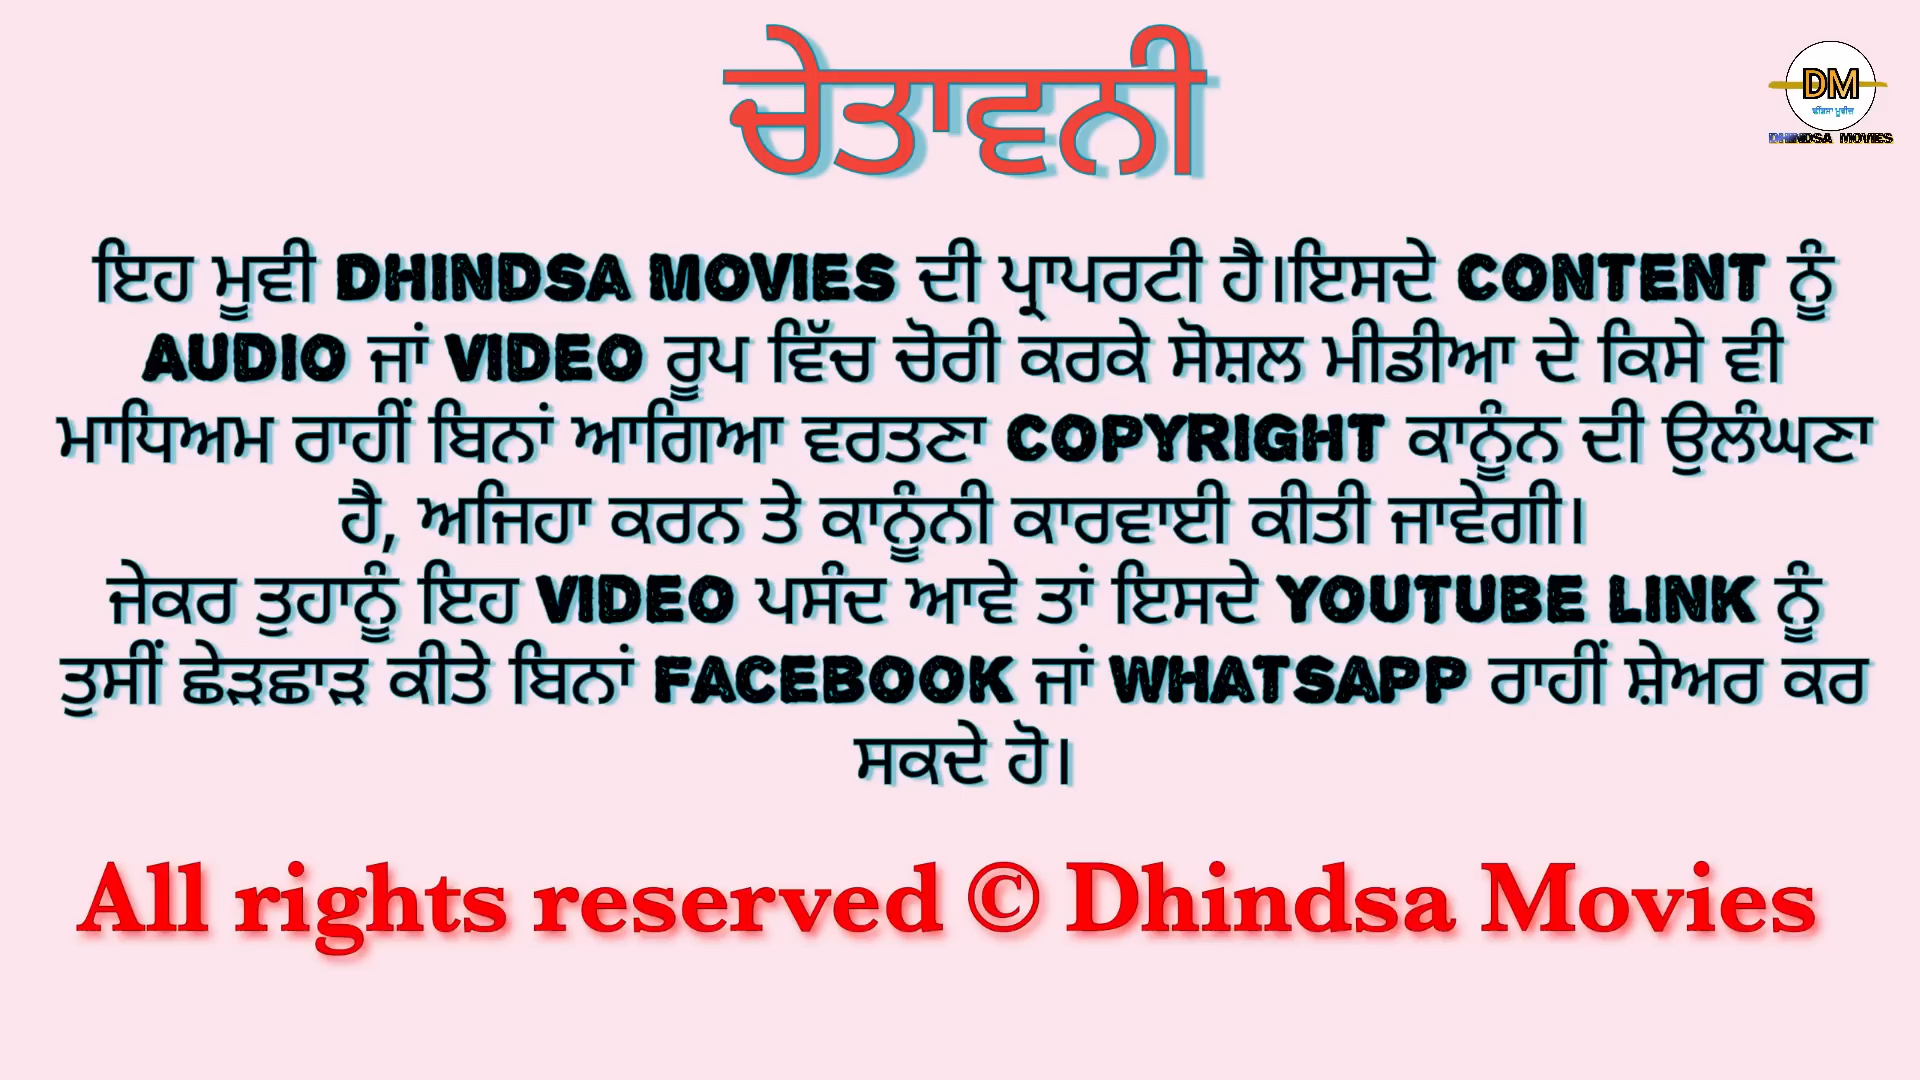 ਚੇਤਾਵਨੀ
DM
ਢੀਂਡਸਾ ਮੂਵੀਜ਼
DHINDSA MOVIES
ਇਹ ਮੂਵੀ DHINDSA MOVIES ਦੀ ਪ੍ਰਾਪਰਟੀ ਹੈ।ਇਸਦੇ CONTENT ਨੂੰ
AUDIO ਜਾਂ VIDEO ਰੂਪ ਵਿੱਚ ਚੋਰੀ ਕਰਕੇ ਸੋਸ਼ਲ ਮੀਡੀਆ ਦੇ ਕਿਸੇ ਵੀ
ਮਾਧਿਅਮ ਰਾਹੀਂ ਬਿਨਾਂ ਆਗਿਆ ਵਰਤਣਾ COPYRIGHT ਕਾਨੂੰਨ ਦੀ ਉਲੰਘਣਾ
ਹੈ, ਅਜਿਹਾ ਕਰਨ ਤੇ ਕਾਨੂੰਨੀ ਕਾਰਵਾਈ ਕੀਤੀ ਜਾਵੇਗੀ।
ਜੇਕਰ ਤੁਹਾਨੂੰ ਇਹ VIDEO ਪਸੰਦ ਆਵੇ ਤਾਂ ਇਸਦੇ YOUTUBE LINK ਨੂੰ
ਤੁਸੀਂ ਛੇੜਛਾੜ ਕੀਤੇ ਬਿਨਾਂ FACEBOOK ਜਾਂ WHATSAPP ਰਾਹੀਂ ਸ਼ੇਅਰ ਕਰ
ਸਕਦੇ ਹੋ।
All rights reserved © Dhindsa Movies